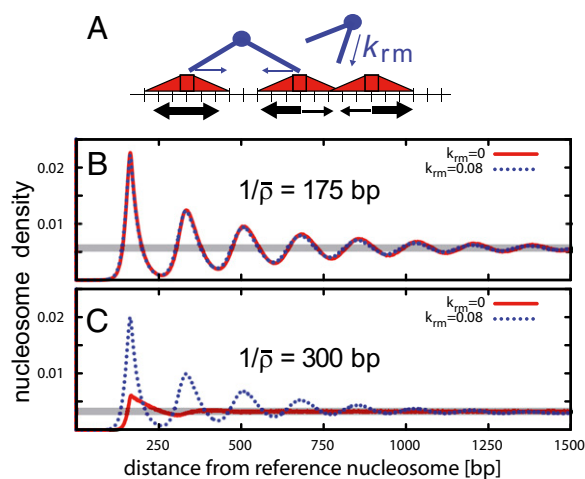 A
k_rm
B
k_rm=0
k_rm=0.08
1/ρ̄ = 175 bp
0.02
0.01
C
k_rm=0
k_rm=0.08
1/ρ̄ = 300 bp
0.02
0.01
nucleosome density
250 500 750 1000 1250 1500
distance from reference nucleosome [bp]